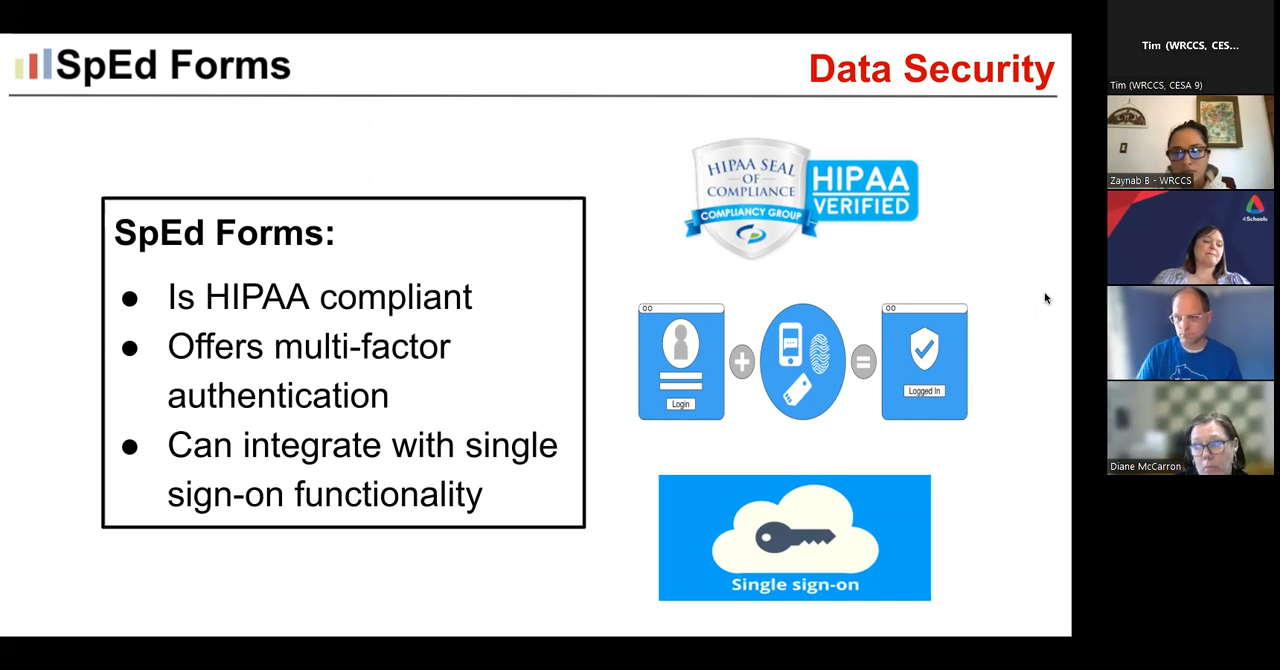 SpEd Forms
Data Security
SpEd Forms:
● Is HIPAA compliant
● Offers multi-factor
authentication
● Can integrate with single
sign-on functionality
HIPAA SEAL
OF
COMPLIANCE
COMPLIANCY GROUP
HIPAA
VERIFIED
Login
Logged In
Single sign-on
Tim (WRCCS, CES...
Tim (WRCCS, CESA 9)
Zaynab B - WRCCS
4Schools
Diane McCarron